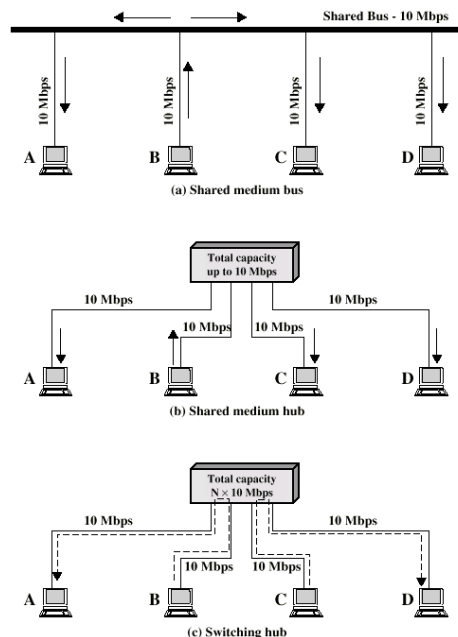 Shared Bus - 10 Mbps
10 Mbps
10 Mbps
10 Mbps
10 Mbps
A
B
C
D
(a) Shared medium bus
Total capacity
up to 10 Mbps
10 Mbps
10 Mbps
10 Mbps
10 Mbps
A
B
C
D
(b) Shared medium hub
Total capacity
N × 10 Mbps
10 Mbps
10 Mbps
10 Mbps
10 Mbps
A
B
C
D
(c) Switching hub